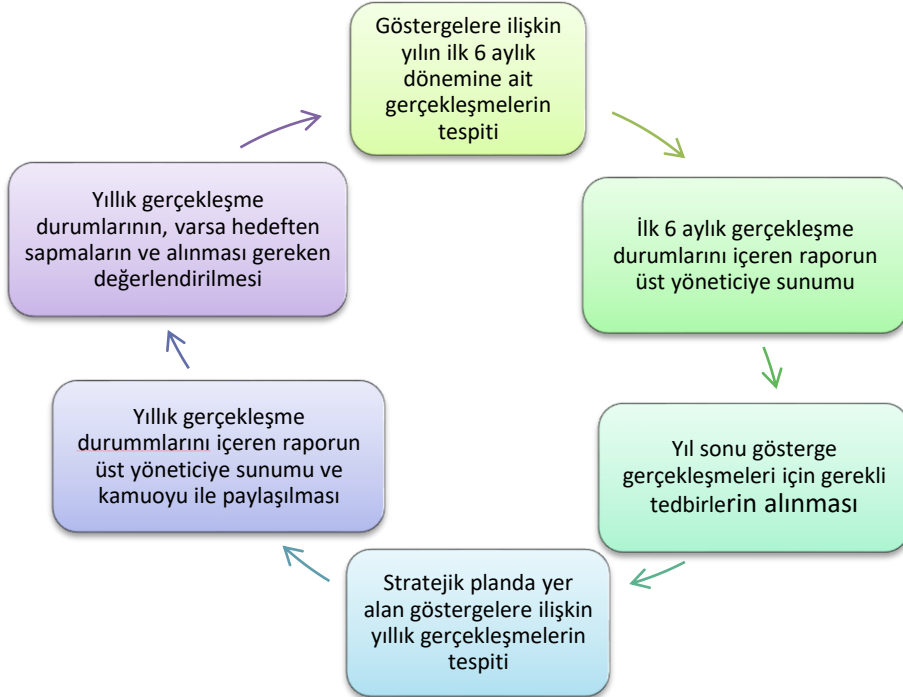 Göstergelere ilişkin
yılın ilk 6 aylık
dönemine ait
gerçekleşmelerin
tespiti
İlk 6 aylık gerçekleşme
durumlarını içeren raporun
üst yöneticiye sunumu
Yıl sonu gösterge
gerçekleşmeleri için gerekli
tedbirlerin alınması
Stratejik planda yer
alan göstergelere ilişkin
yıllık gerçekleşmelerin
tespiti
Yıllık gerçekleşme
durummlarını içeren raporun
üst yöneticiye sunumu ve
kamuoyu ile paylaşılması
Yıllık gerçekleşme
durumlarının, varsa hedeften
sapmaların ve alınması gereken
değerlendirilmesi